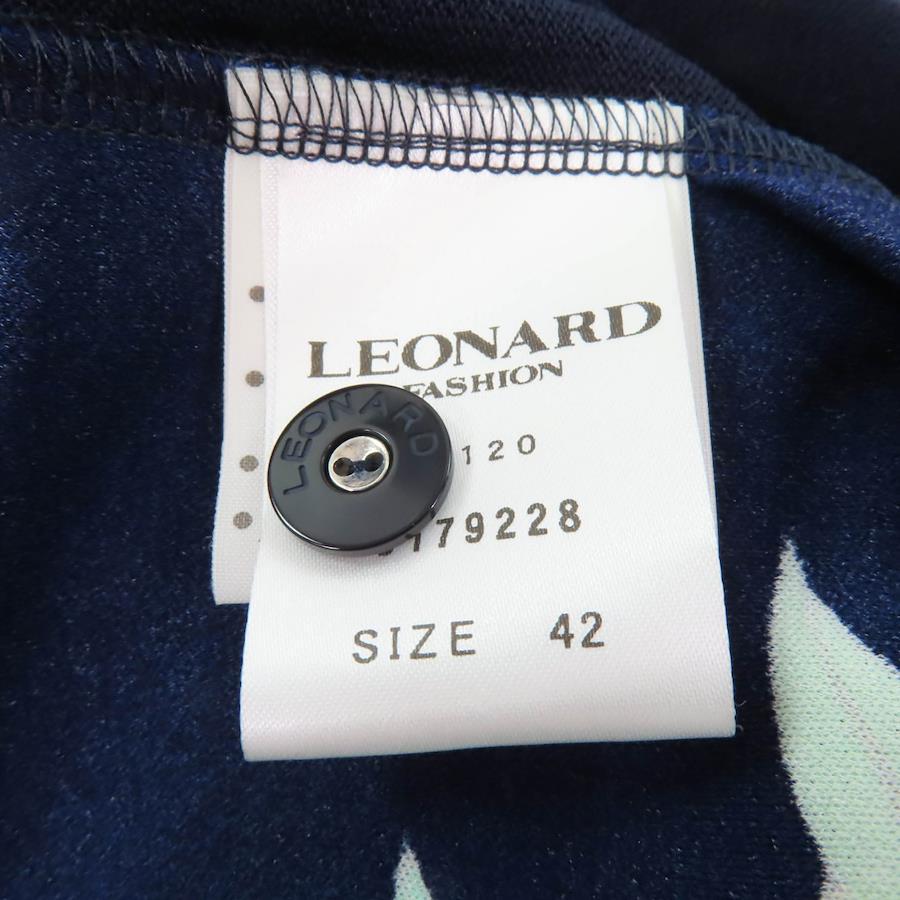 LEONARD
FASHION
LEONARD
120
179228
SIZE 42